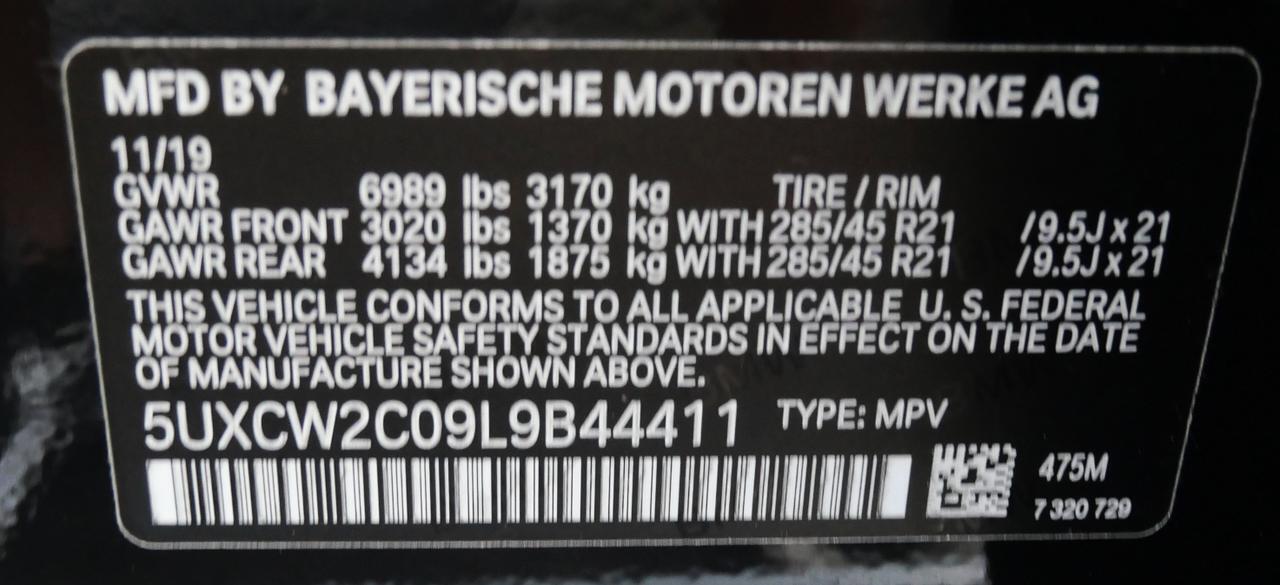 MFD BY BAYERISCHE MOTOREN WERKE AG
11/19
GVWR 6989 lbs 3170 kg TIRE / RIM
GAWR FRONT 3020 lbs 1370 kg WITH 285/45 R21 /9.5J x 21
GAWR REAR 4134 lbs 1875 kg WITH 285/45 R21 /9.5J x 21
THIS VEHICLE CONFORMS TO ALL APPLICABLE U. S. FEDERAL
MOTOR VEHICLE SAFETY STANDARDS IN EFFECT ON THE DATE
OF MANUFACTURE SHOWN ABOVE.
5UXCW2C09L9B44411 TYPE: MPV
475M
7 320 729